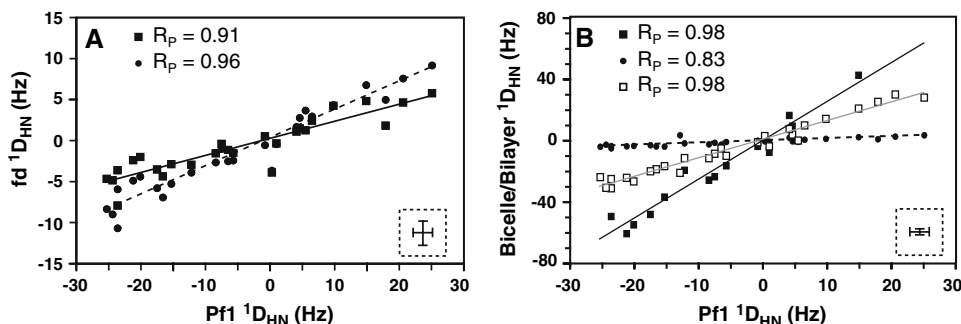 A
■ R_P = 0.91
● R_P = 0.96
fd ¹D_HN (Hz)
15
10
5
0
-5
-10
-15
-30 -20 -10 0 10 20 30
Pf1 ¹D_HN (Hz)
B
■ R_P = 0.98
● R_P = 0.83
□ R_P = 0.98
Bicelle/Bilayer ¹D_HN (Hz)
80
40
0
-40
-80
-30 -20 -10 0 10 20 30
Pf1 ¹D_HN (Hz)